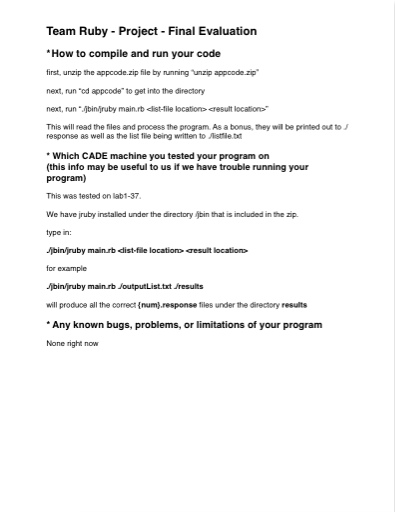 Team Ruby - Project - Final Evaluation
*How to compile and run your code
first, unzip the appcode.zip file by running “unzip appcode.zip”
next, run “cd appcode” to get into the directory
next, run “./jbin/jruby main.rb <list-file location> <result location>”
This will read the files and process the program. As a bonus, they will be printed out to ./
response as well as the list file being written to ./listfile.txt
* Which CADE machine you tested your program on
(this info may be useful to us if we have trouble running your
program)
This was tested on lab1-37.
We have jruby installed under the directory /jbin that is included in the zip.
type in:
./jbin/jruby main.rb <list-file location> <result location>
for example
./jbin/jruby main.rb ./outputList.txt ./results
will produce all the correct {num}.response files under the directory results
* Any known bugs, problems, or limitations of your program
None right now